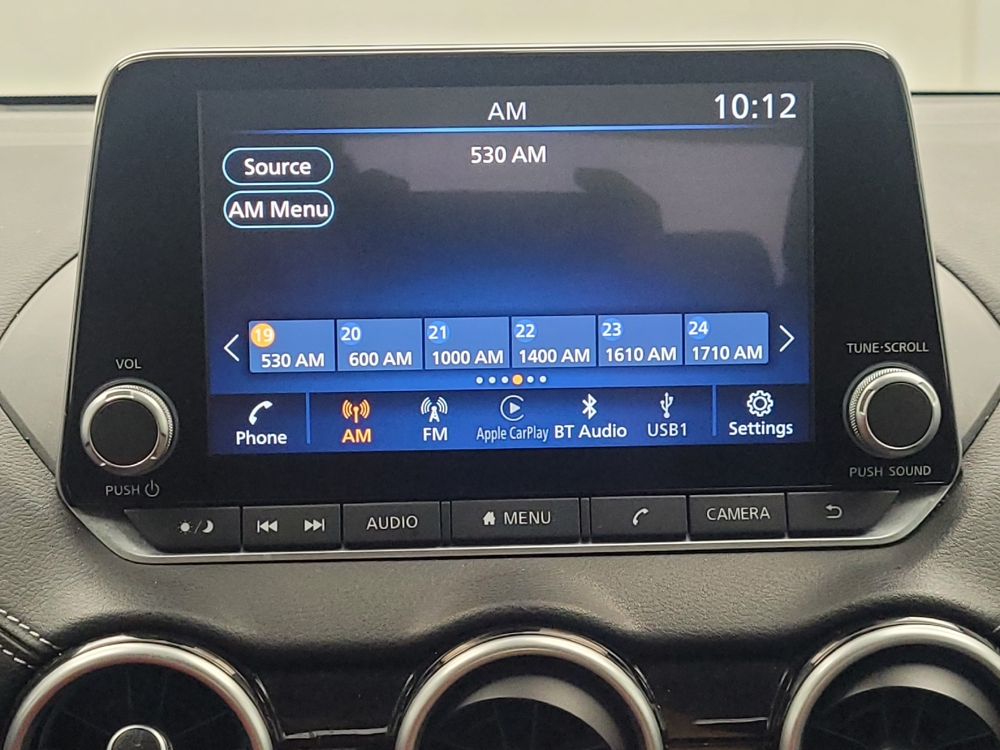 AM
10:12
530 AM
Source
AM Menu
19
530 AM
20
600 AM
21
1000 AM
22
1400 AM
23
1610 AM
24
1710 AM
Phone
AM
FM
Apple CarPlay
BT Audio
USB1
Settings
VOL
PUSH
TUNE·SCROLL
PUSH SOUND
AUDIO
MENU
CAMERA